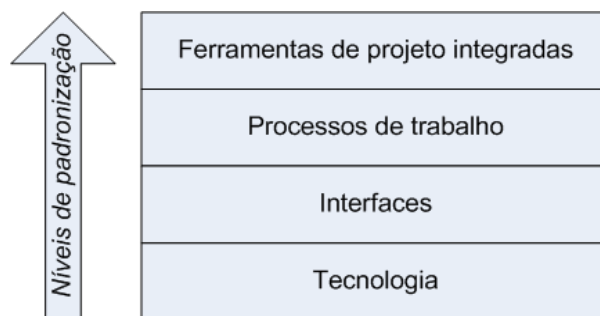 Níveis de padronização
Ferramentas de projeto integradas
Processos de trabalho
Interfaces
Tecnologia